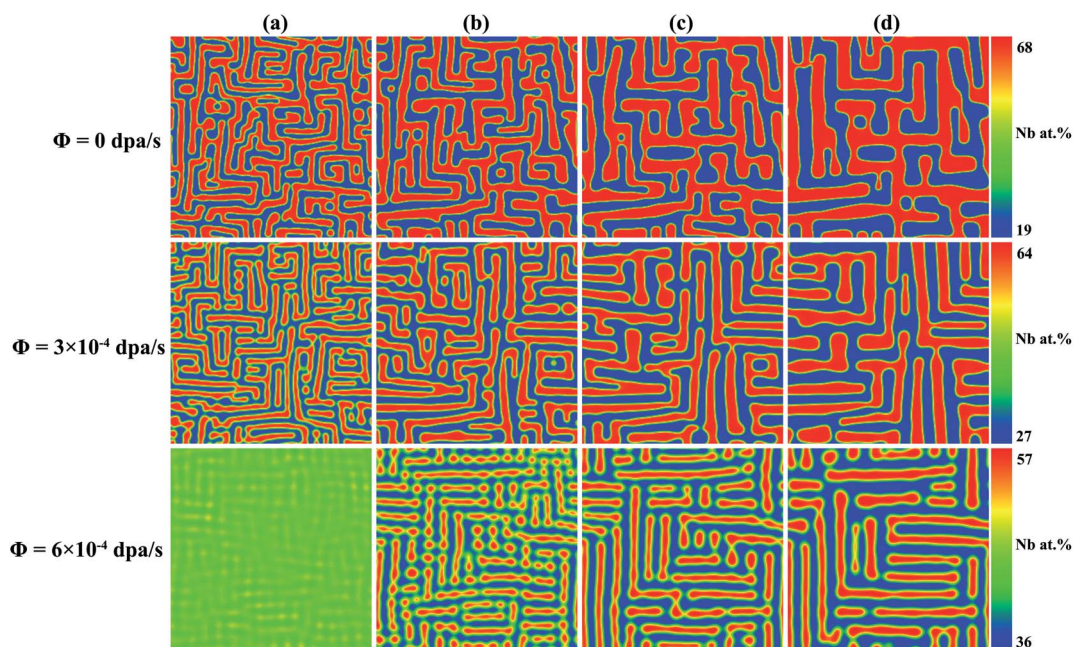 (a) (b) (c) (d)
Φ = 0 dpa/s
68
Nb at.%
19
Φ = 3×10⁻⁴ dpa/s
64
Nb at.%
27
Φ = 6×10⁻⁴ dpa/s
57
Nb at.%
36